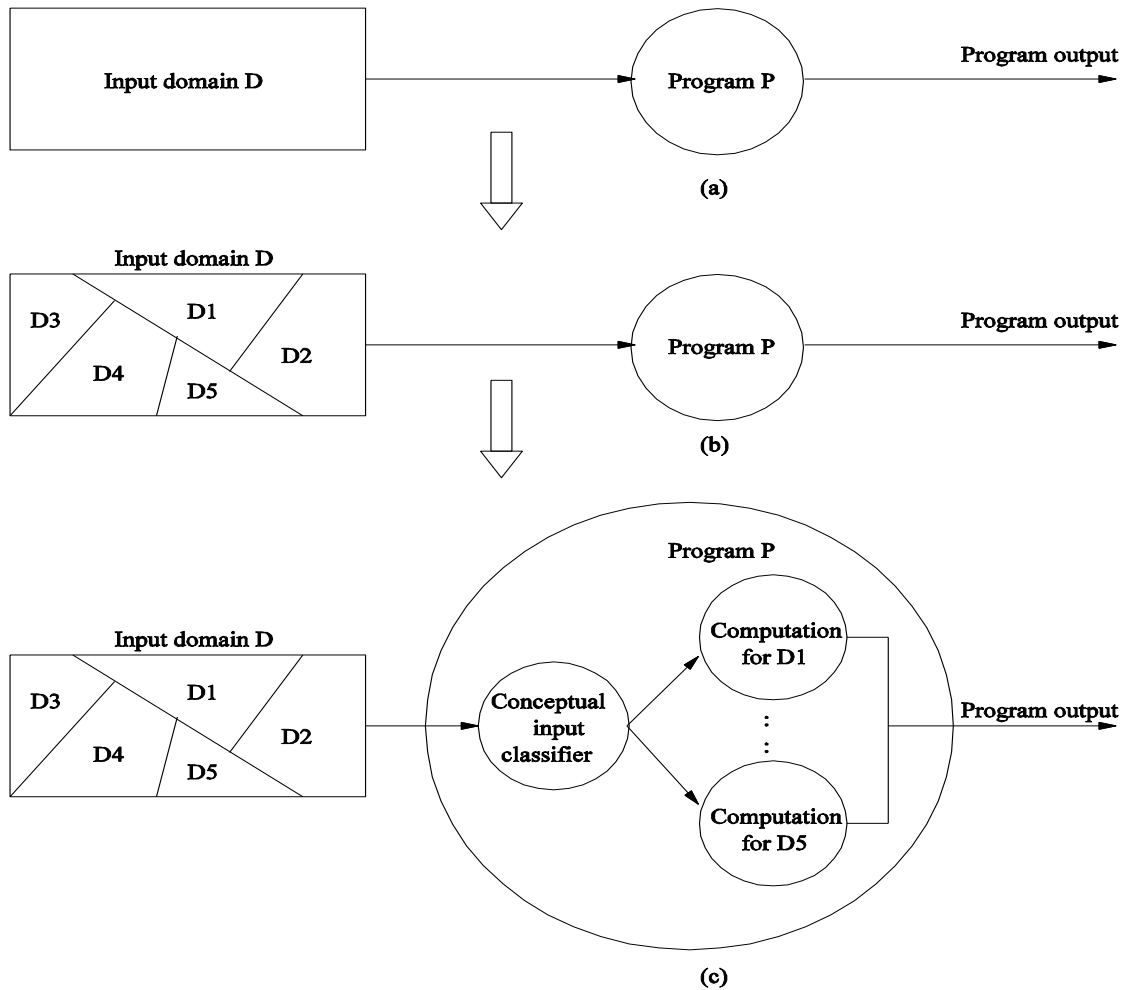 Input domain D
Program P
Program output
(a)
Input domain D
D3
D1
D4
D5
D2
Program P
Program output
(b)
Program P
Input domain D
D3
D1
D4
D5
D2
Conceptual
input
classifier
Computation
for D1
:
:
Computation
for D5
Program output
(c)